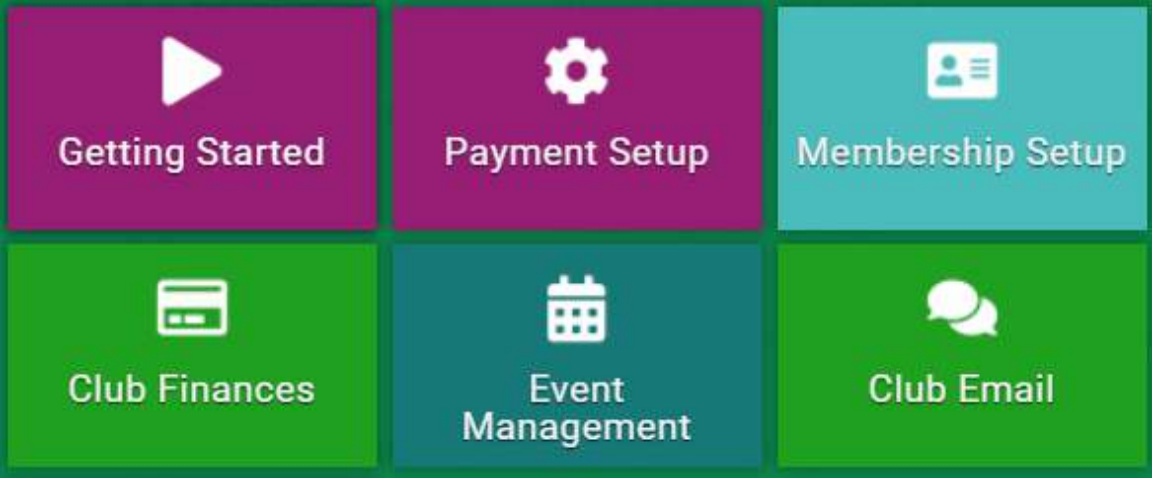 Getting Started
Payment Setup
Membership Setup
Club Finances
Event
Management
Club Email